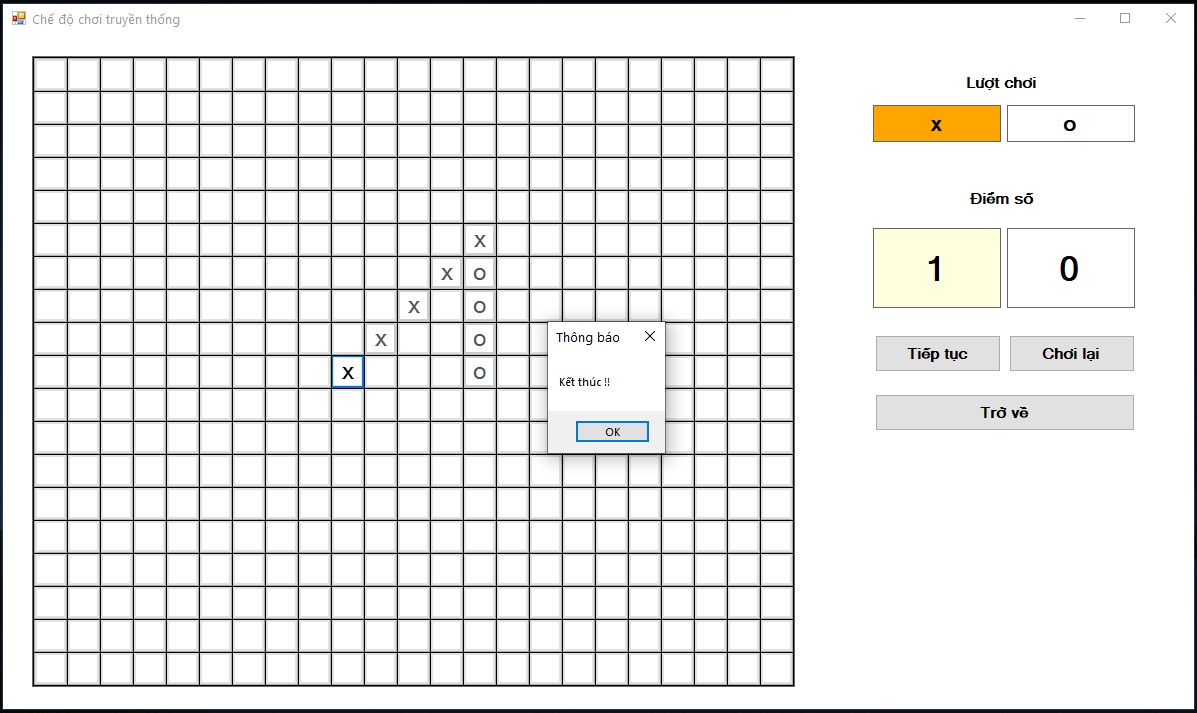 Chế độ chơi truyền thống
Lượt chơi
x o
Điểm số
1 0
x
x o
x o
x o
x o
Thông báo
Kết thúc !!
OK
Tiếp tục Chơi lại
Trở về